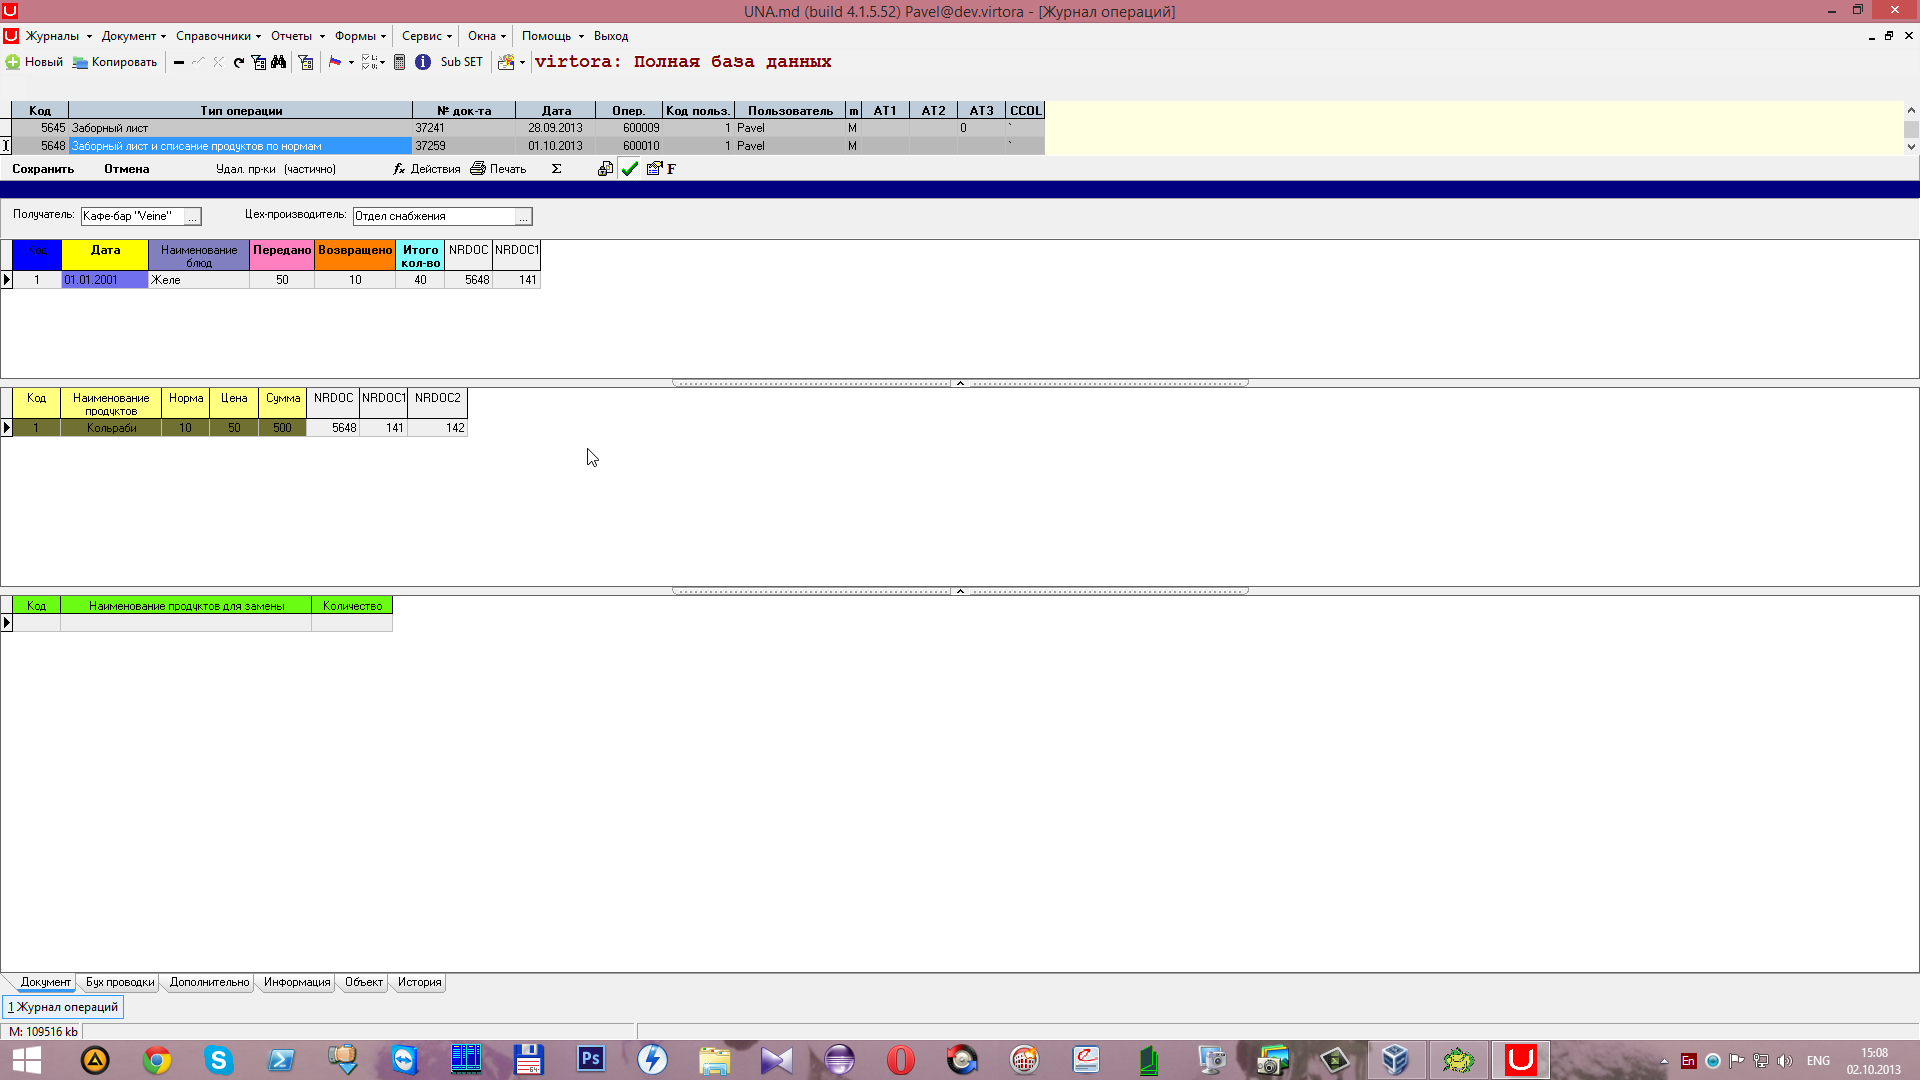 UNA.md (build 4.1.5.52) Pavel@dev.virtora - [Журнал операций]
Журналы Документ Справочники Отчеты Формы Сервис Окна Помощь Выход
Новый Копировать Sub SET virtora: Полная база данных
Код Тип операции № док-та Дата Опер. Код польз. Пользователь m AT1 AT2 AT3 CCOL
5645 Заборный лист 37241 28.09.2013 600009 1 Pavel M 0 `
5648 Заборный лист и списание продуктов по нормам 37259 01.10.2013 600010 1 Pavel M `
Сохранить Отмена Удал. пр-ки (частично) fx Действия Печать Σ F
Получатель: Кафе-бар "Veine" ... Цех-производитель: Отдел снабжения ...
Код Дата Наименование блюд Передано Возвращено Итого кол-во NRDOC NRDOC1
1 01.01.2001 Желе 50 10 40 5648 141
Код Наименование продуктов Норма Цена Сумма NRDOC NRDOC1 NRDOC2
1 Кольраби 10 50 500 5648 141 142
Код Наименование продуктов для замены Количество
Документ Бух проводки Дополнительно Информация Объект История
1 Журнал операций
M: 109516 kb
Ps
En ENG 15:08
02.10.2013